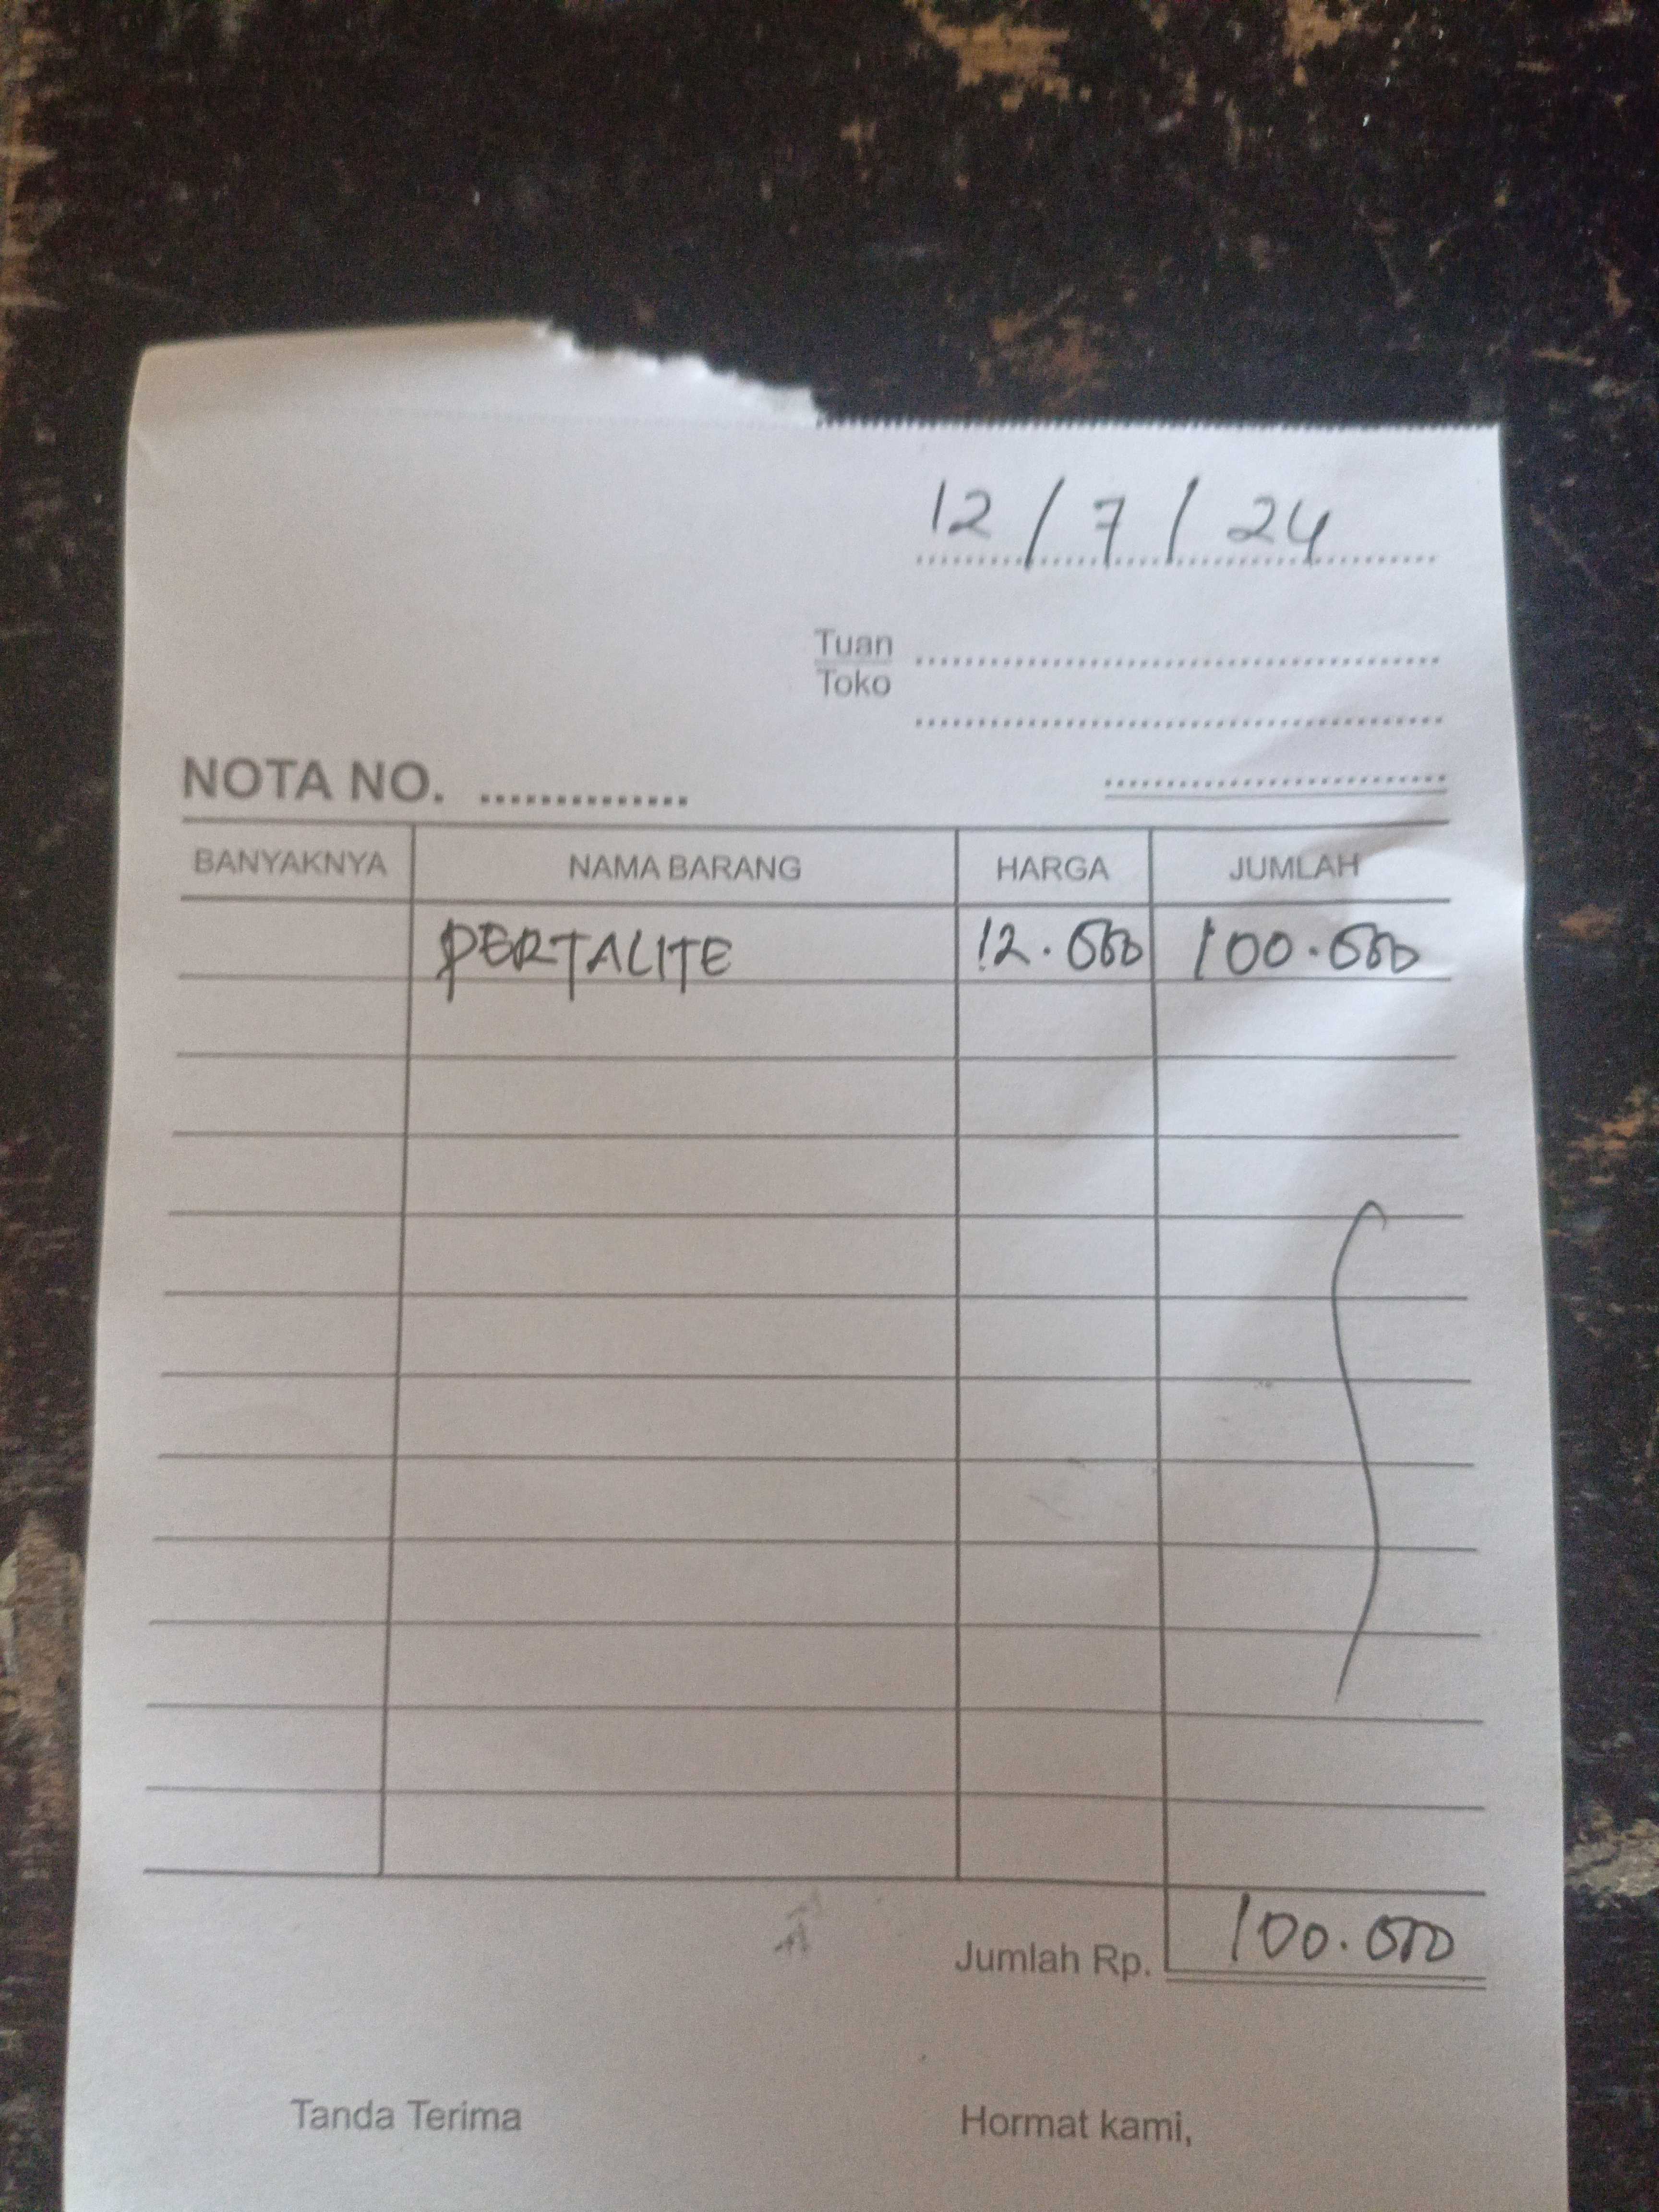 12 / 7 / 24
Tuan
Toko
NOTA NO. ..............
BANYAKNYA NAMA BARANG HARGA JUMLAH
PERTALITE 12.000 100.000
Jumlah Rp. 100.000
Tanda Terima Hormat kami,